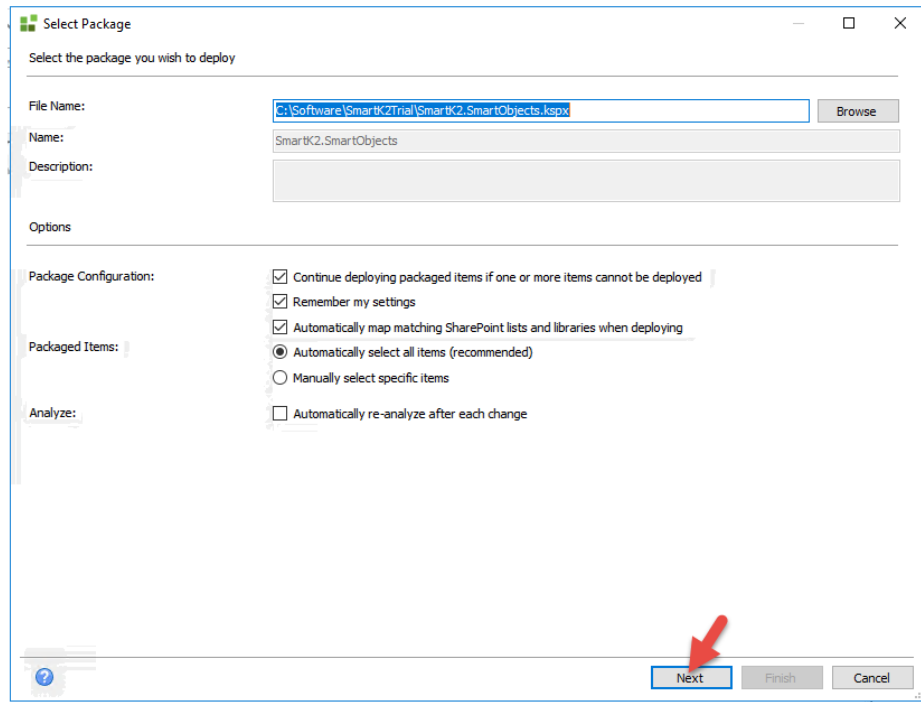 Select Package
Select the package you wish to deploy
File Name:
C:\Software\SmartK2Trial\SmartK2.SmartObjects.kspx
Browse
Name:
SmartK2.SmartObjects
Description:
Options
Package Configuration:
Continue deploying packaged items if one or more items cannot be deployed
Remember my settings
Automatically map matching SharePoint lists and libraries when deploying
Packaged Items:
Automatically select all items (recommended)
Manually select specific items
Analyze:
Automatically re-analyze after each change
?
Next
Finish
Cancel